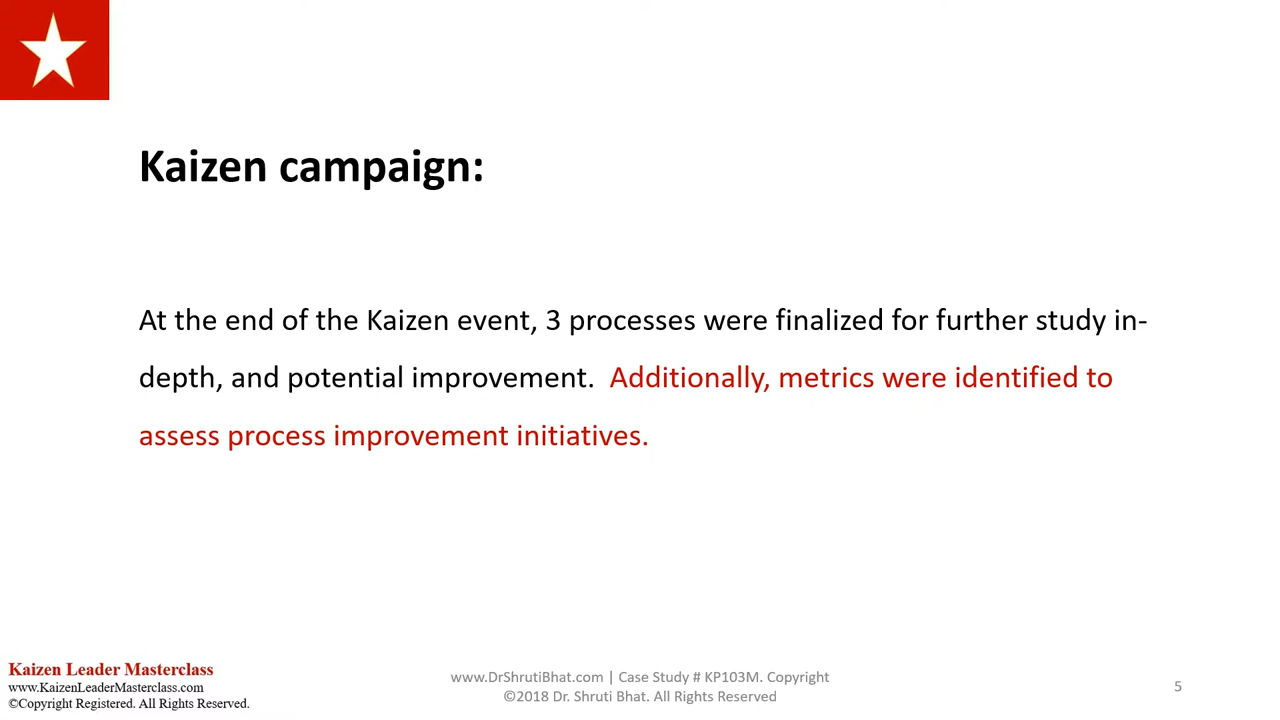 Kaizen campaign:
At the end of the Kaizen event, 3 processes were finalized for further study in-
depth, and potential improvement.  Additionally, metrics were identified to
assess process improvement initiatives.
Kaizen Leader Masterclass
www.KaizenLeaderMasterclass.com
©Copyright Registered. All Rights Reserved.
www.DrShrutiBhat.com | Case Study # KP103M. Copyright
©2018 Dr. Shruti Bhat. All Rights Reserved
5